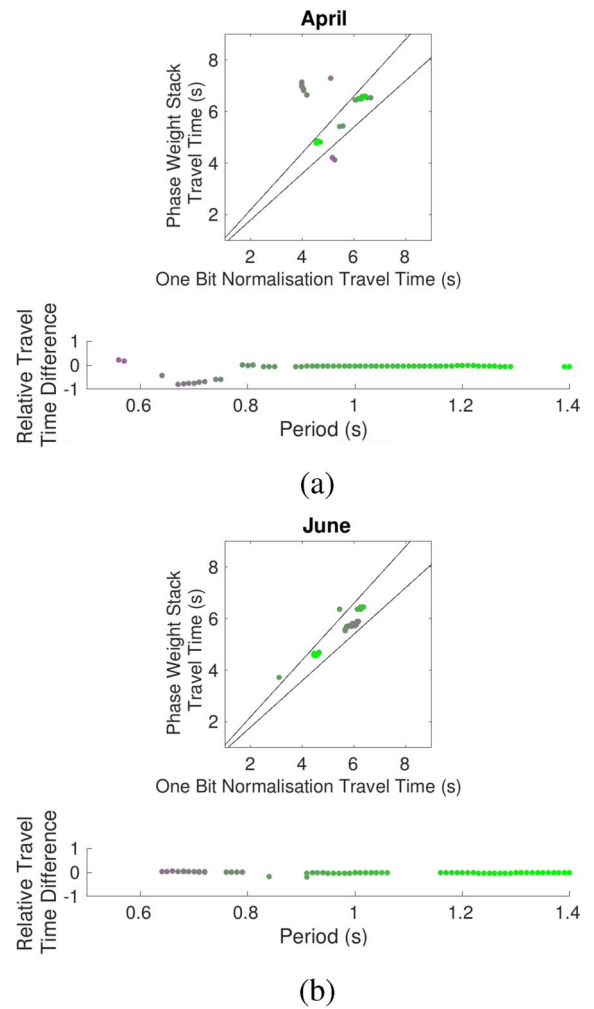 April
8
6
4
2
Phase Weight Stack
Travel Time (s)
2 4 6 8
One Bit Normalisation Travel Time (s)
1
0
-1
Relative Travel
Time Difference
0.6 0.8 1 1.2 1.4
Period (s)
(a)
June
8
6
4
2
Phase Weight Stack
Travel Time (s)
2 4 6 8
One Bit Normalisation Travel Time (s)
1
0
-1
Relative Travel
Time Difference
0.6 0.8 1 1.2 1.4
Period (s)
(b)